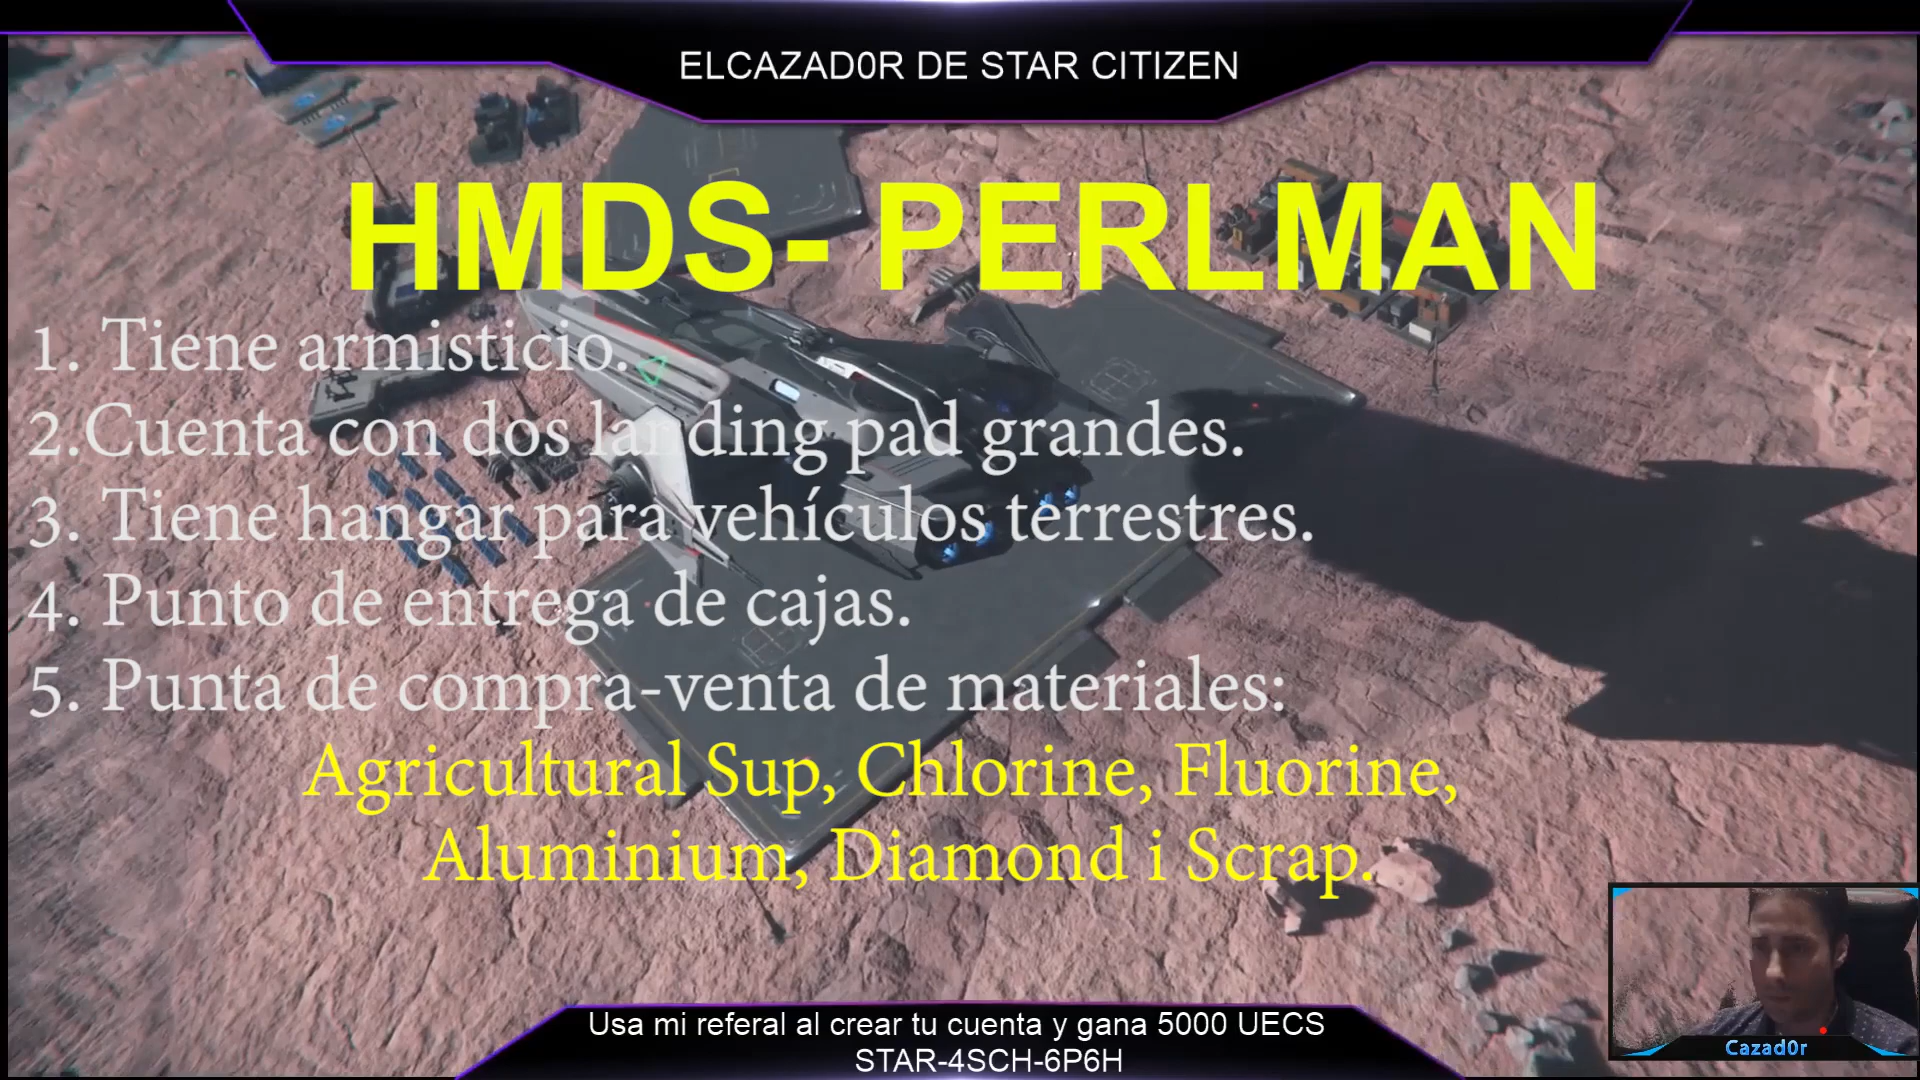 ELCAZAD0R DE STAR CITIZEN
HMDS- PERLMAN
1. Tiene armisticio.
2.Cuenta con dos landing pad grandes.
3. Tiene hangar para vehículos terrestres.
4. Punto de entrega de cajas.
5. Punta de compra-venta de materiales:
Agricultural Sup, Chlorine, Fluorine,
Aluminium, Diamond i Scrap.
Cazad0r
Usa mi referal al crear tu cuenta y gana 5000 UECS
STAR-4SCH-6P6H